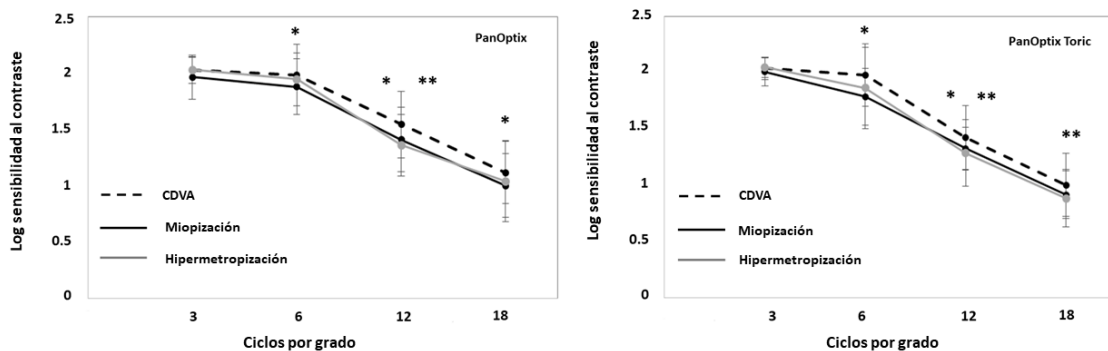 PanOptix
Log sensibilidad al contraste
2.5
2
1.5
1
0.5
0
*
* **
*
CDVA
Miopización
Hipermetropización
3 6 12 18
Ciclos por grado
PanOptix Toric
Log sensibilidad al contraste
2.5
2
1.5
1
0.5
0
*
* **
**
CDVA
Miopización
Hipermetropización
3 6 12 18
Ciclos por grado